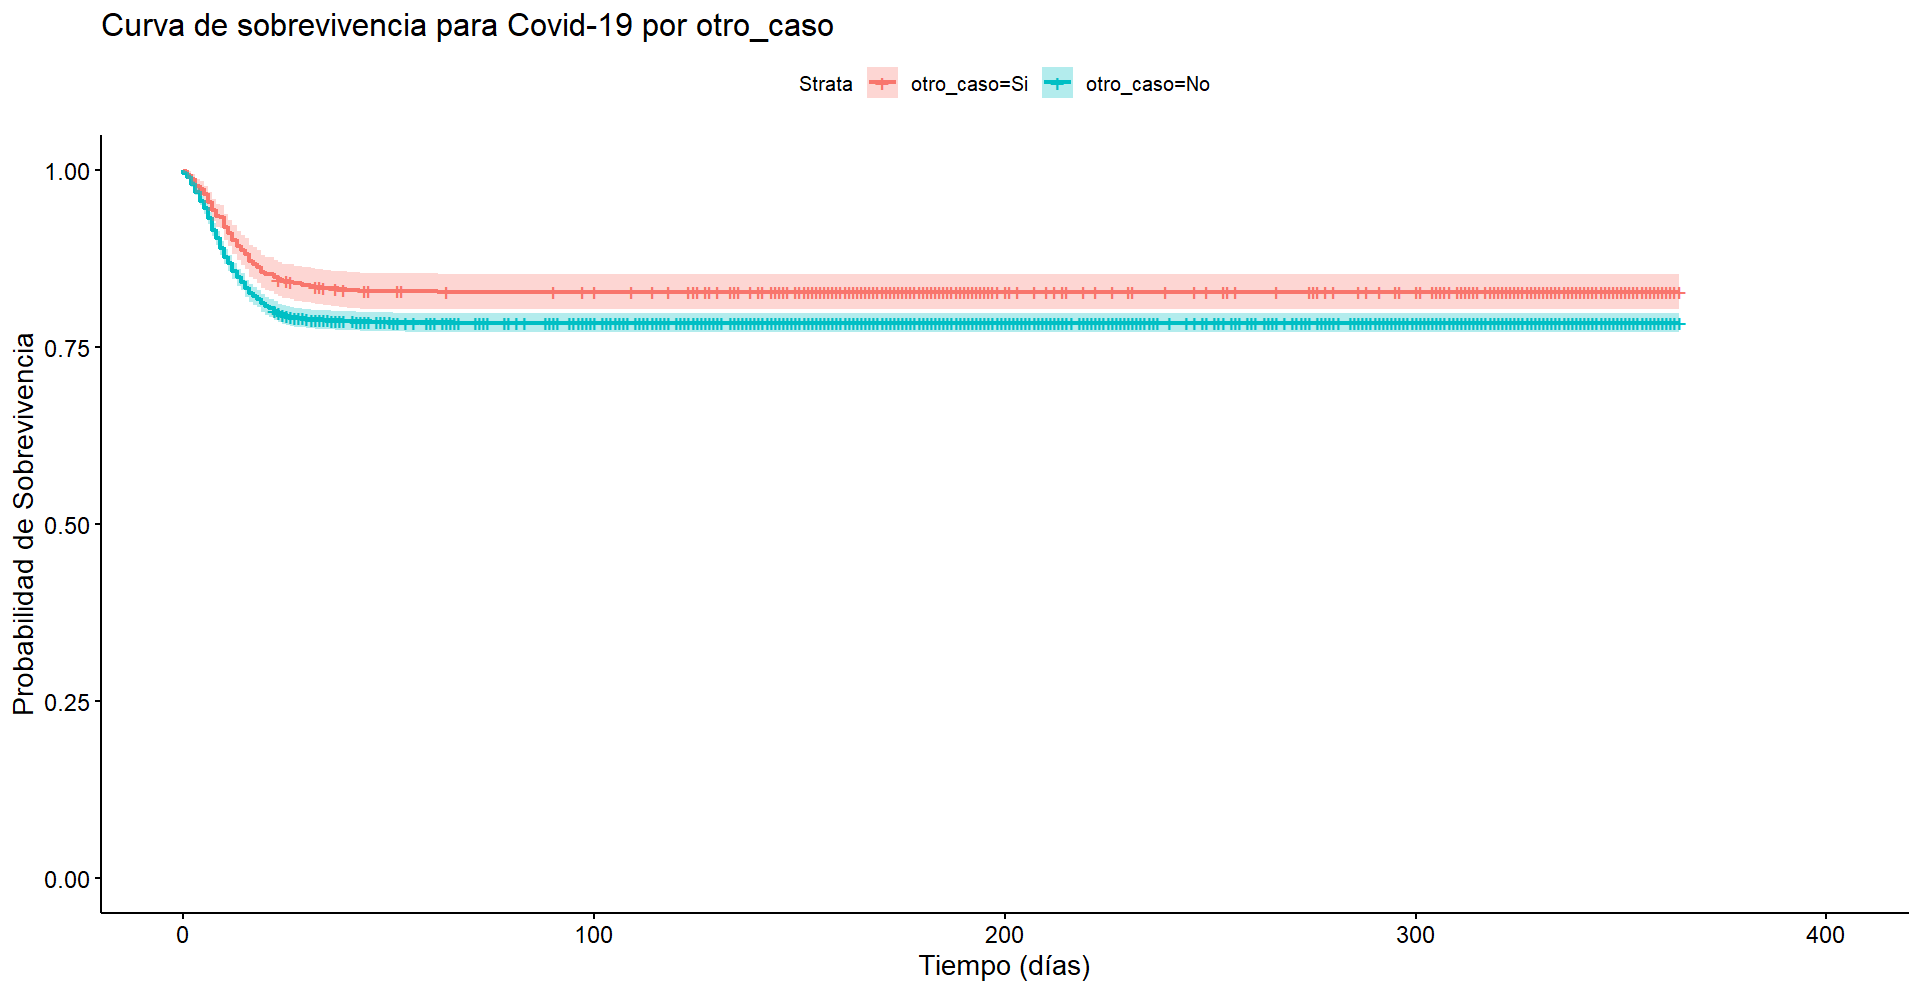 Curva de sobrevivencia para Covid-19 por otro_caso
Strata otro_caso=Si otro_caso=No
Probabilidad de Sobrevivencia
1.00
0.75
0.50
0.25
0.00
0 100 200 300 400
Tiempo (días)